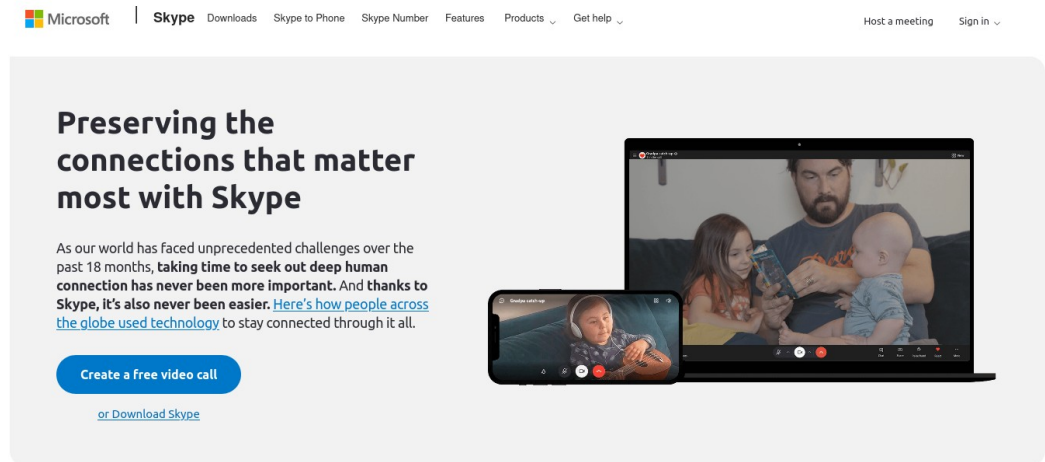 Microsoft
Skype Downloads Skype to Phone Skype Number Features Products Get help
Host a meeting Sign in
Preserving the
connections that matter
most with Skype
As our world has faced unprecedented challenges over the
past 18 months, taking time to seek out deep human
connection has never been more important. And thanks to
Skype, it’s also never been easier. Here’s how people across
the globe used technology to stay connected through it all.
Create a free video call
or Download Skype